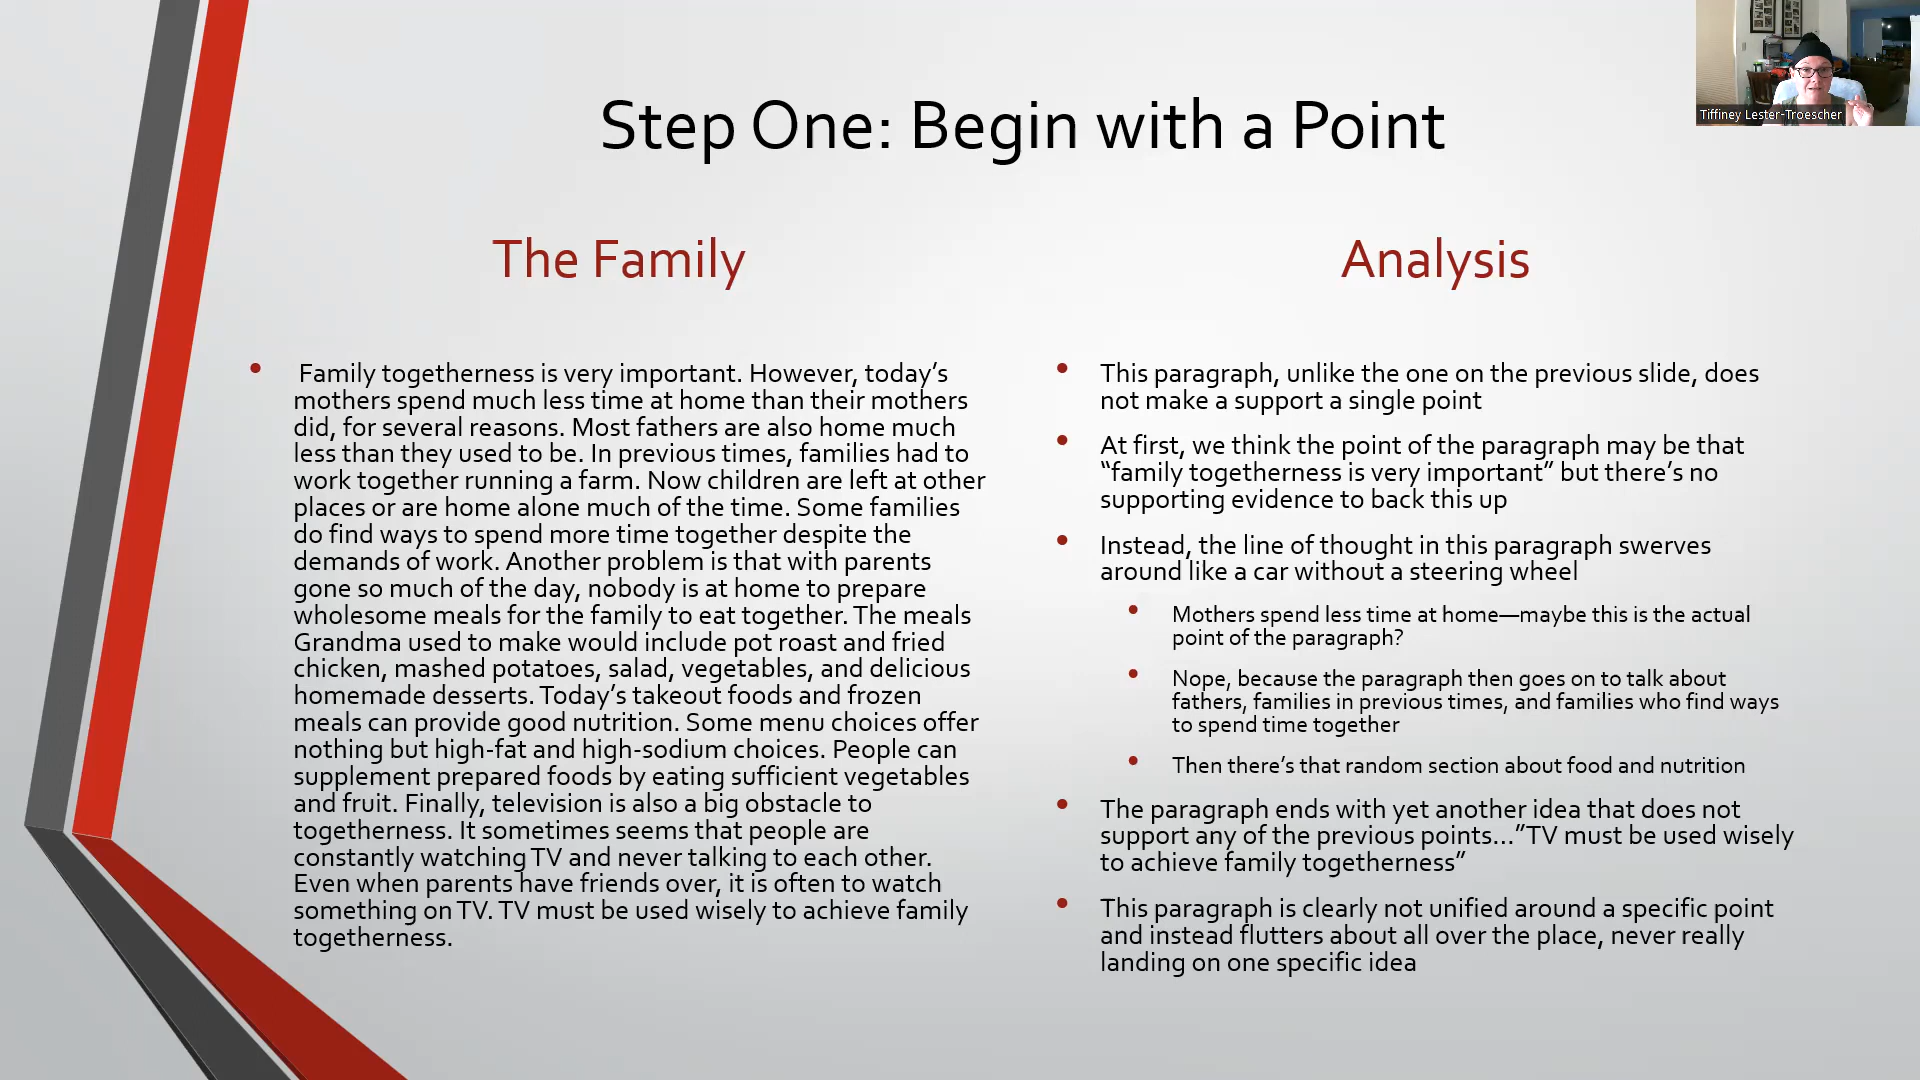 Step One: Begin with a Point
Tiffiney Lester-Troescher
The Family
• Family togetherness is very important. However, today’s
mothers spend much less time at home than their mothers
did, for several reasons. Most fathers are also home much
less than they used to be. In previous times, families had to
work together running a farm. Now children are left at other
places or are home alone much of the time. Some families
do find ways to spend more time together despite the
demands of work. Another problem is that with parents
gone so much of the day, nobody is at home to prepare
wholesome meals for the family to eat together. The meals
Grandma used to make would include pot roast and fried
chicken, mashed potatoes, salad, vegetables, and delicious
homemade desserts. Today’s takeout foods and frozen
meals can provide good nutrition. Some menu choices offer
nothing but high-fat and high-sodium choices. People can
supplement prepared foods by eating sufficient vegetables
and fruit. Finally, television is also a big obstacle to
togetherness. It sometimes seems that people are
constantly watching TV and never talking to each other.
Even when parents have friends over, it is often to watch
something on TV. TV must be used wisely to achieve family
togetherness.
Analysis
• This paragraph, unlike the one on the previous slide, does
not make a support a single point
• At first, we think the point of the paragraph may be that
“family togetherness is very important” but there’s no
supporting evidence to back this up
• Instead, the line of thought in this paragraph swerves
around like a car without a steering wheel
• Mothers spend less time at home—maybe this is the actual
point of the paragraph?
• Nope, because the paragraph then goes on to talk about
fathers, families in previous times, and families who find ways
to spend time together
• Then there’s that random section about food and nutrition
• The paragraph ends with yet another idea that does not
support any of the previous points…”TV must be used wisely
to achieve family togetherness”
• This paragraph is clearly not unified around a specific point
and instead flutters about all over the place, never really
landing on one specific idea